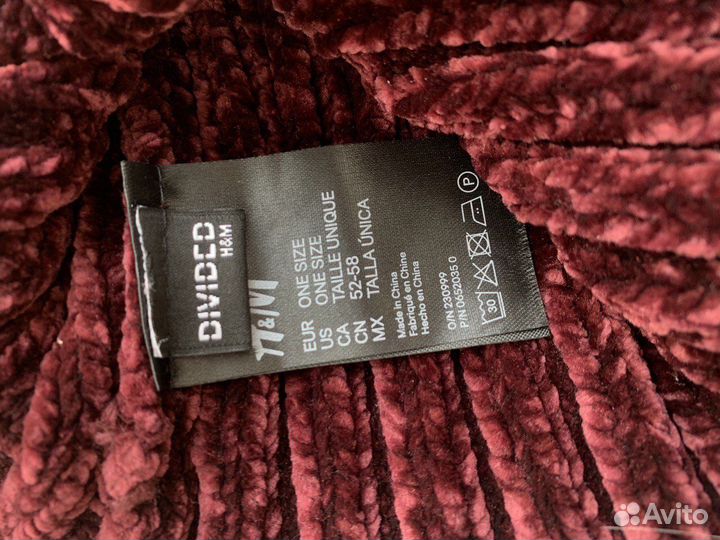 DIVIDED
H&M
H&M
EUR ONE SIZE
US ONE SIZE
CA TAILLE UNIQUE
CN 52-58
MX TALLA ÚNICA
Made in China
Fabriqué en Chine
Hecho en China
O/N 230999
P/N 0652035 0
30
P
Avito